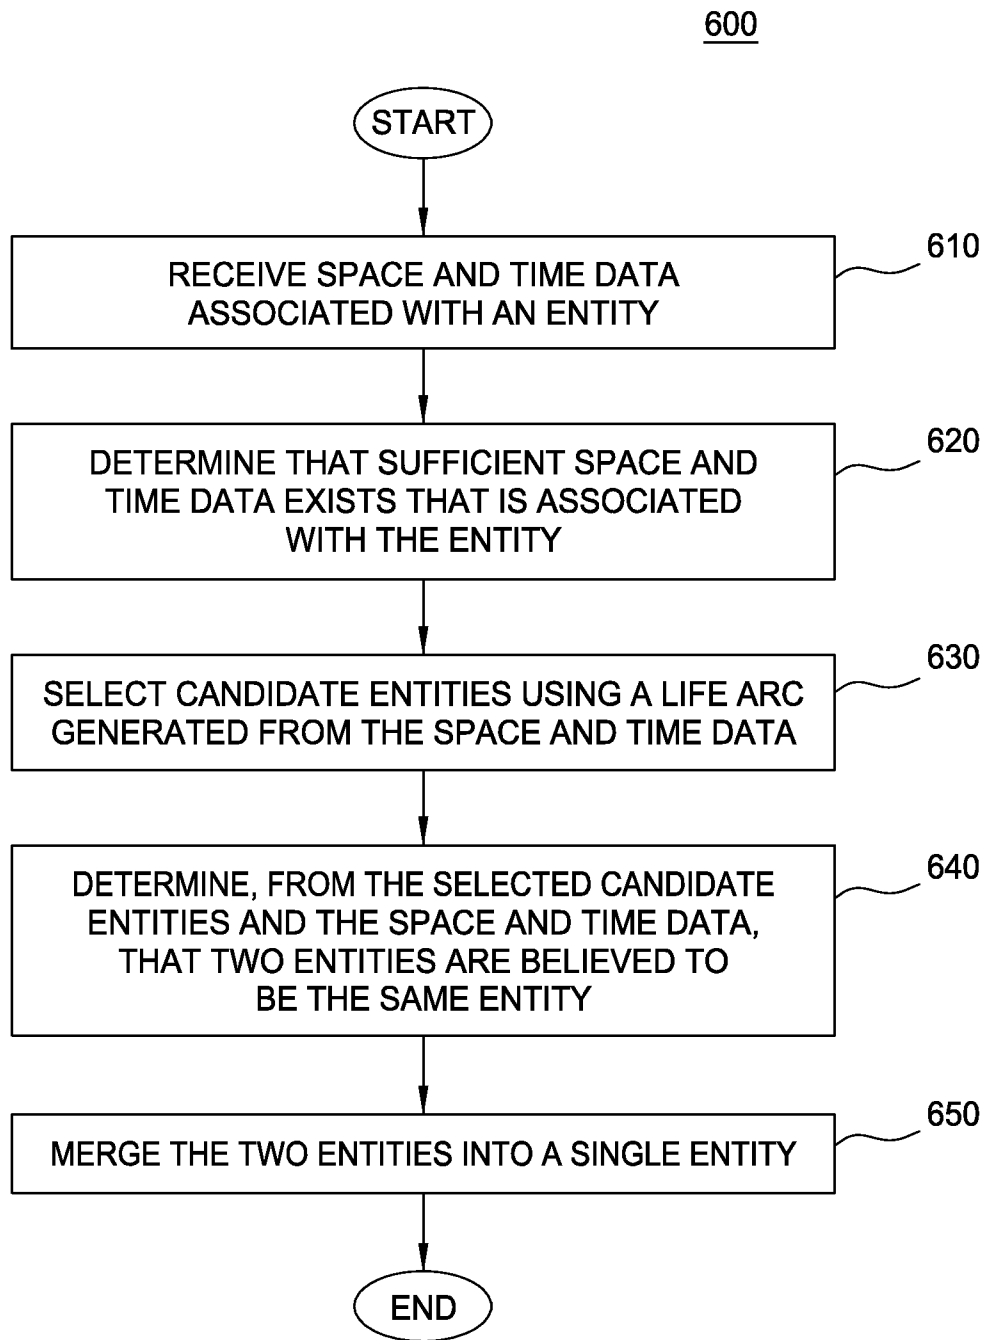 600
START
610
RECEIVE SPACE AND TIME DATA
ASSOCIATED WITH AN ENTITY
620
DETERMINE THAT SUFFICIENT SPACE AND
TIME DATA EXISTS THAT IS ASSOCIATED
WITH THE ENTITY
630
SELECT CANDIDATE ENTITIES USING A LIFE ARC
GENERATED FROM THE SPACE AND TIME DATA
640
DETERMINE, FROM THE SELECTED CANDIDATE
ENTITIES AND THE SPACE AND TIME DATA,
THAT TWO ENTITIES ARE BELIEVED TO
BE THE SAME ENTITY
650
MERGE THE TWO ENTITIES INTO A SINGLE ENTITY
END